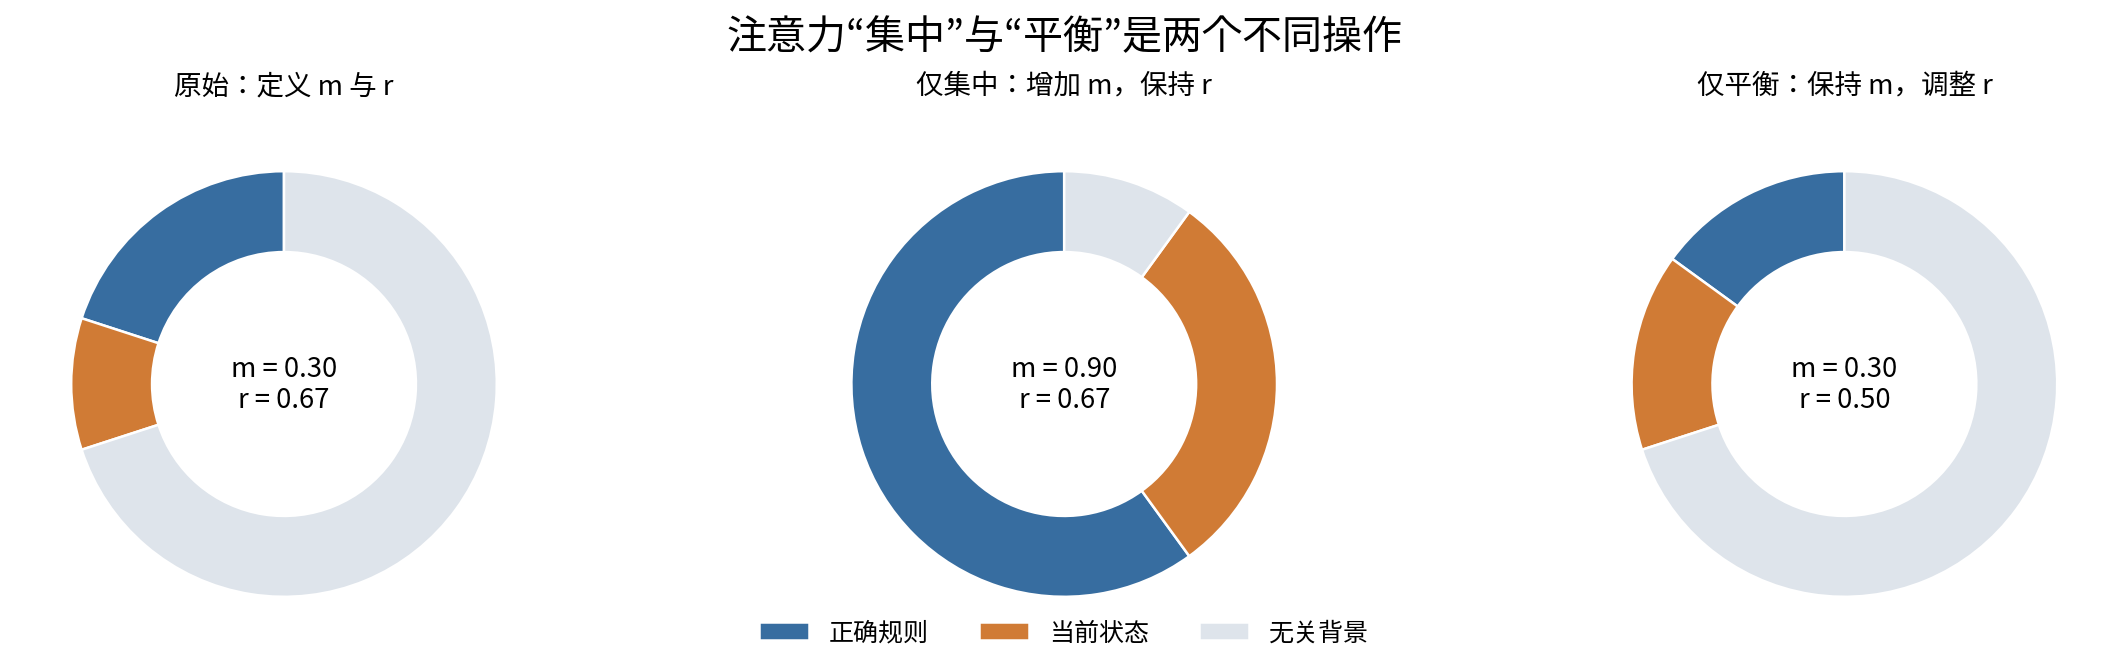 注意力“集中”与“平衡”是两个不同操作
原始：定义 m 与 r
仅集中：增加 m，保持 r
仅平衡：保持 m，调整 r
m = 0.30
r = 0.67
m = 0.90
r = 0.67
m = 0.30
r = 0.50
正确规则
当前状态
无关背景